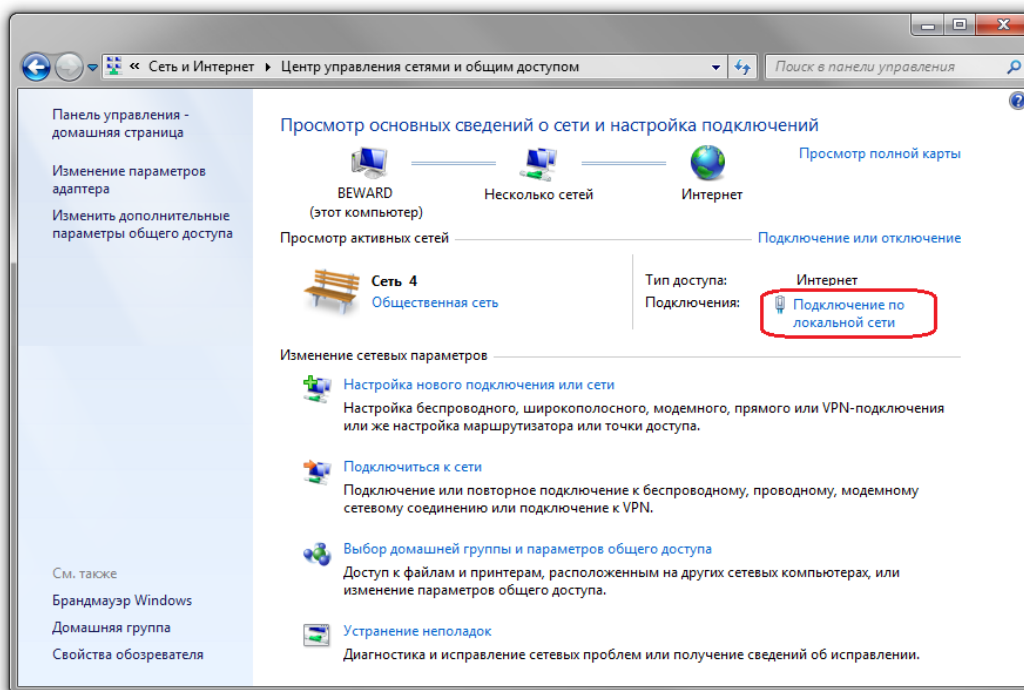 « Сеть и Интернет ▸ Центр управления сетями и общим доступом
Поиск в панели управления
Панель управления -
домашняя страница
Изменение параметров
адаптера
Изменить дополнительные
параметры общего доступа
См. также
Брандмауэр Windows
Домашняя группа
Свойства обозревателя
Просмотр основных сведений о сети и настройка подключений
Просмотр полной карты
BEWARD
(этот компьютер)
Несколько сетей
Интернет
Просмотр активных сетей
Подключение или отключение
Сеть 4
Общественная сеть
Тип доступа: Интернет
Подключения: Подключение по
локальной сети
Изменение сетевых параметров
Настройка нового подключения или сети
Настройка беспроводного, широкополосного, модемного, прямого или VPN-подключения
или же настройка маршрутизатора или точки доступа.
Подключиться к сети
Подключение или повторное подключение к беспроводному, проводному, модемному
сетевому соединению или подключение к VPN.
Выбор домашней группы и параметров общего доступа
Доступ к файлам и принтерам, расположенным на других сетевых компьютерах, или
изменение параметров общего доступа.
Устранение неполадок
Диагностика и исправление сетевых проблем или получение сведений об исправлении.